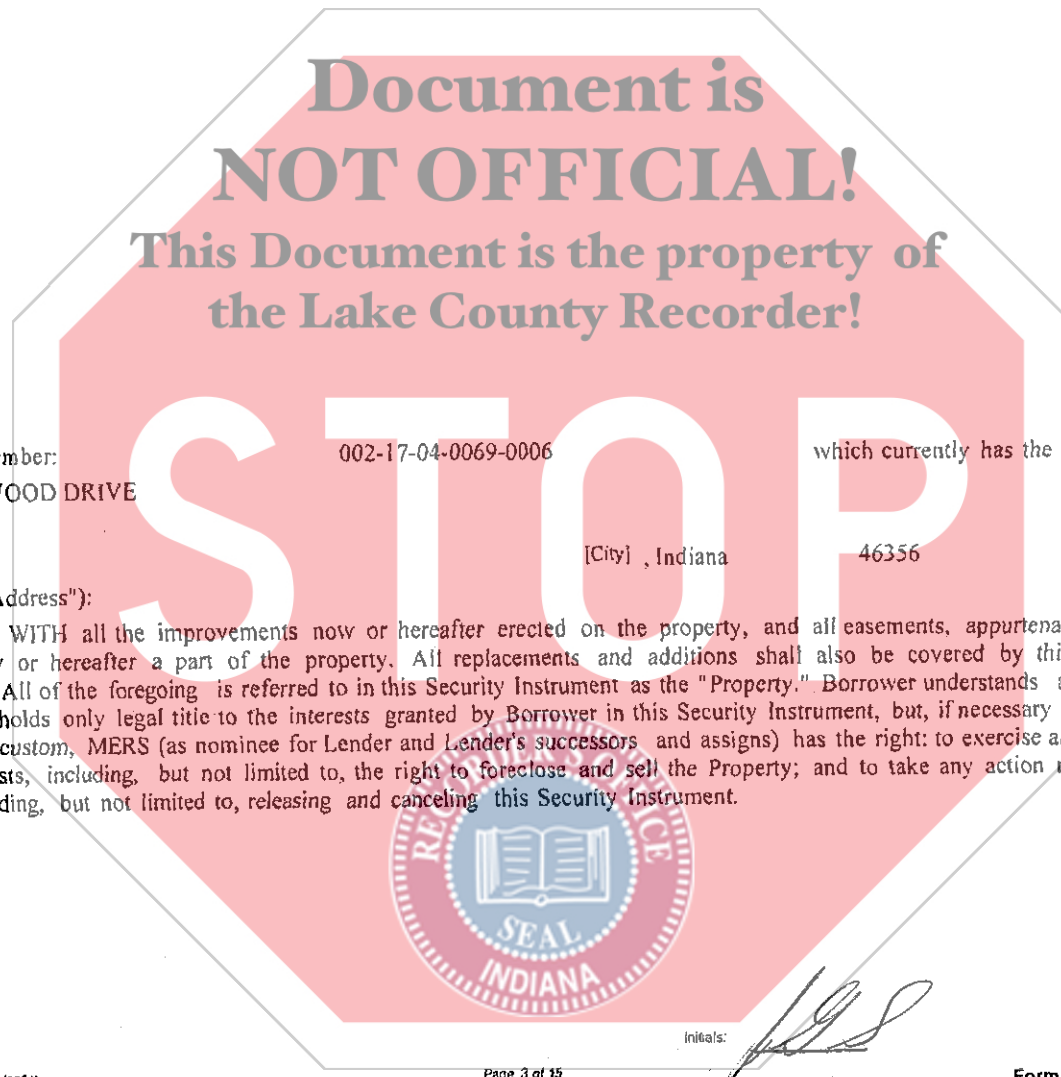 Document is
NOT OFFICIAL!
This Document is the property of
the Lake County Recorder!
STOP
mber: 002-17-04-0069-0006 which currently has the
OOD DRIVE
[City] , Indiana 46356
Address"):
WITH all the improvements now or hereafter erected on the property, and all easements, appurtena
or hereafter a part of the property. All replacements and additions shall also be covered by thi
All of the foregoing is referred to in this Security Instrument as the "Property." Borrower understands a
holds only legal title to the interests granted by Borrower in this Security Instrument, but, if necessary
custom, MERS (as nominee for Lender and Lender's successors and assigns) has the right: to exercise a
sts, including, but not limited to, the right to foreclose and sell the Property; and to take any action
ding, but not limited to, releasing and canceling this Security Instrument.
RECORDER'S OFFICE
SEAL
INDIANA
Initials:
Page 3 of 15
Form